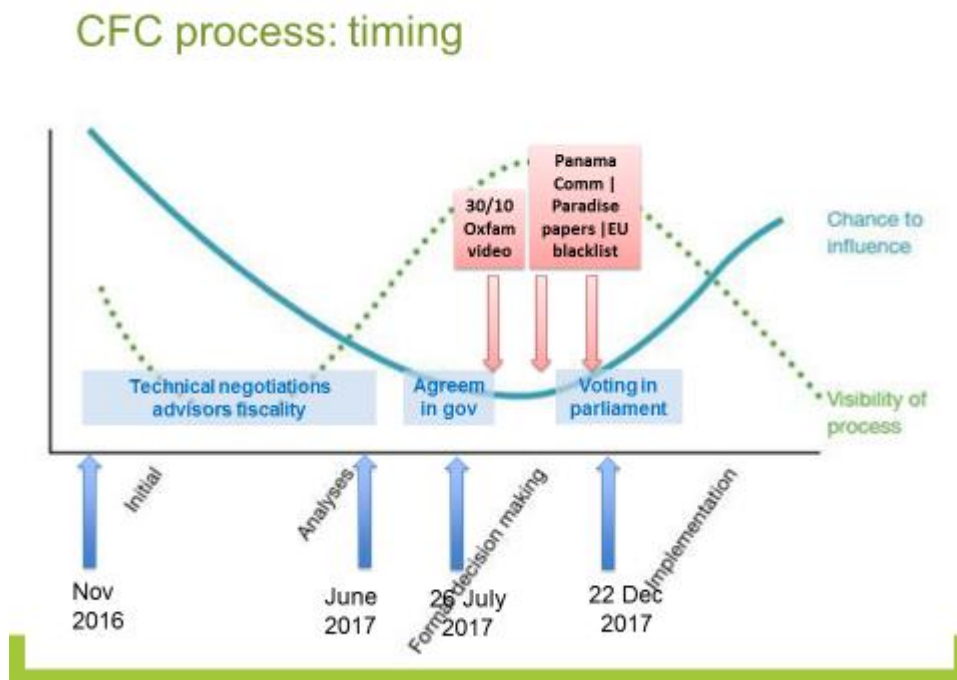 CFC process: timing
30/10
Oxfam
video
Panama
Comm |
Paradise
papers |EU
blacklist
Chance to
influence
Technical negotiations
advisors fiscality
Agreem
in gov
Voting in
parliament
Visibility of
process
Initial
Analyses
Formal decision making
Implementation
Nov
2016
June
2017
26 July
2017
22 Dec
2017